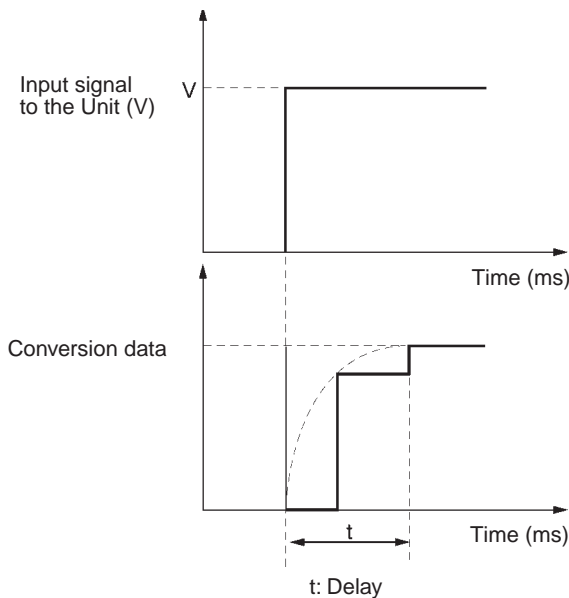 Input signal
to the Unit (V)
V
Time (ms)
Conversion data
t
Time (ms)
t: Delay